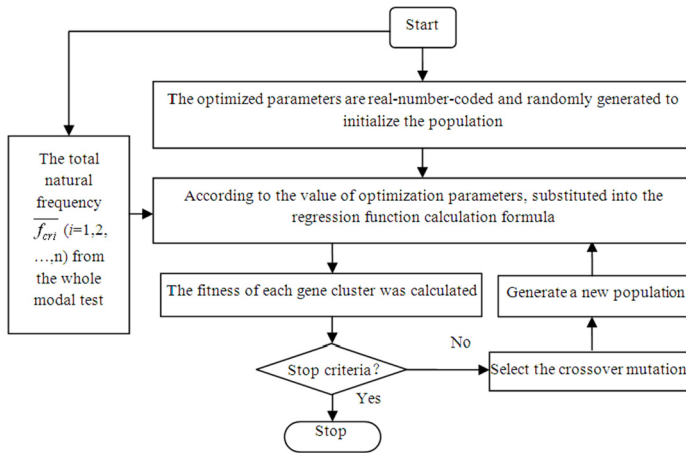 Start
The optimized parameters are real-number-coded and randomly generated to
initialize the population
The total
natural
frequency
f_cri (i=1,2,
…,n) from
the whole
modal test
According to the value of optimization parameters, substituted into the
regression function calculation formula
The fitness of each gene cluster was calculated
Generate a new population
Stop criteria?
No
Select the crossover mutation
Yes
Stop